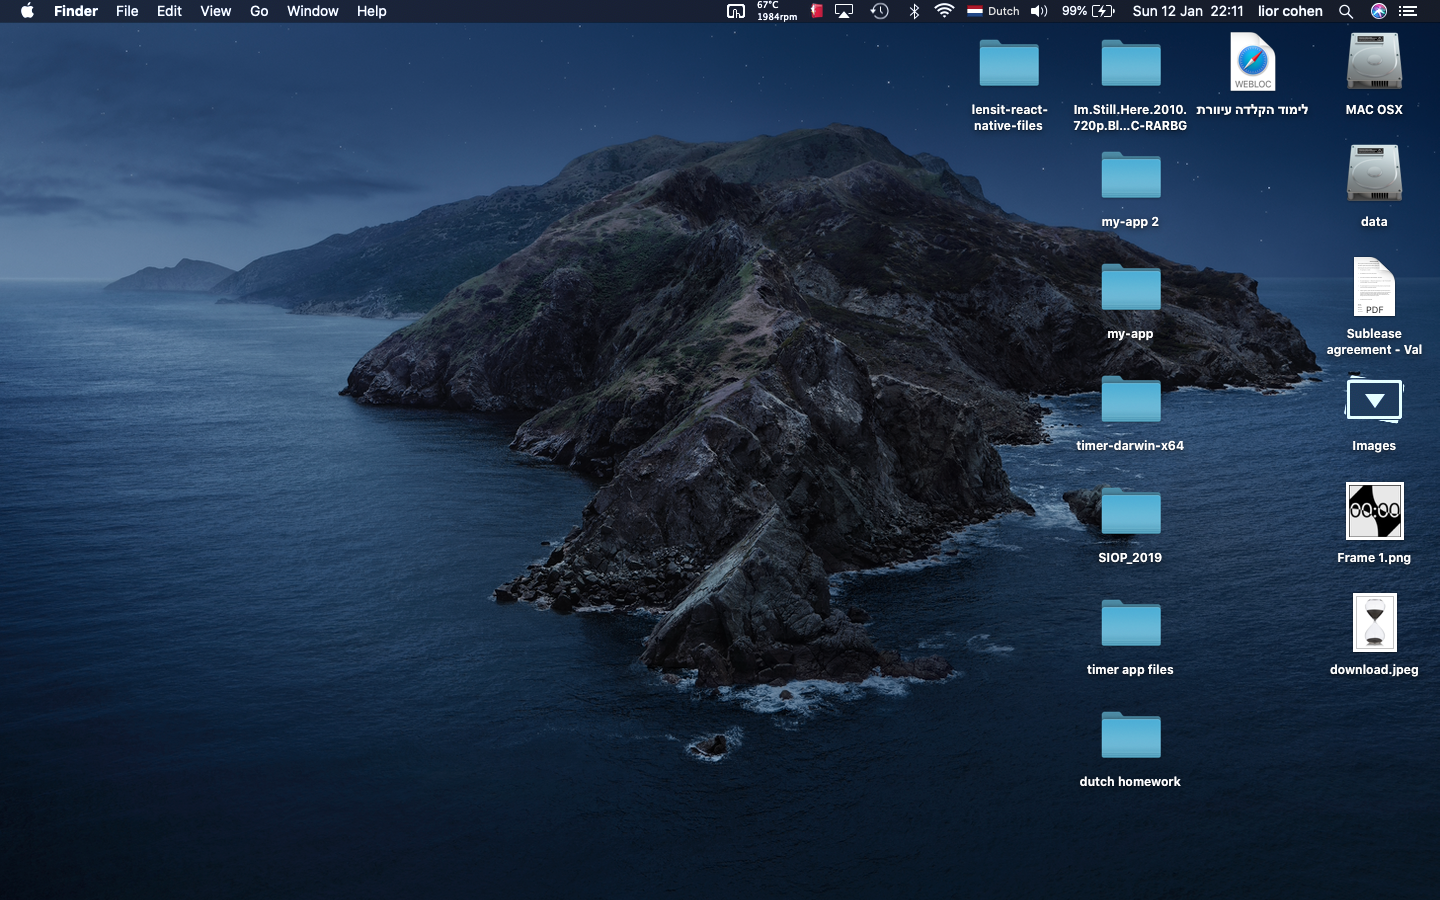 Finder File Edit View Go Window Help
67°C
1984rpm
Dutch
99%
Sun 12 Jan 22:11
lior cohen
lensit-react-
native-files
Im.Still.Here.2010.
720p.Bl...C-RARBG
WEBLOC
לימוד הקלדה עיוורת
MAC OSX
my-app 2
data
my-app
PDF
Sublease
agreement - Val
timer-darwin-x64
Images
SIOP_2019
00:00
Frame 1.png
timer app files
download.jpeg
dutch homework